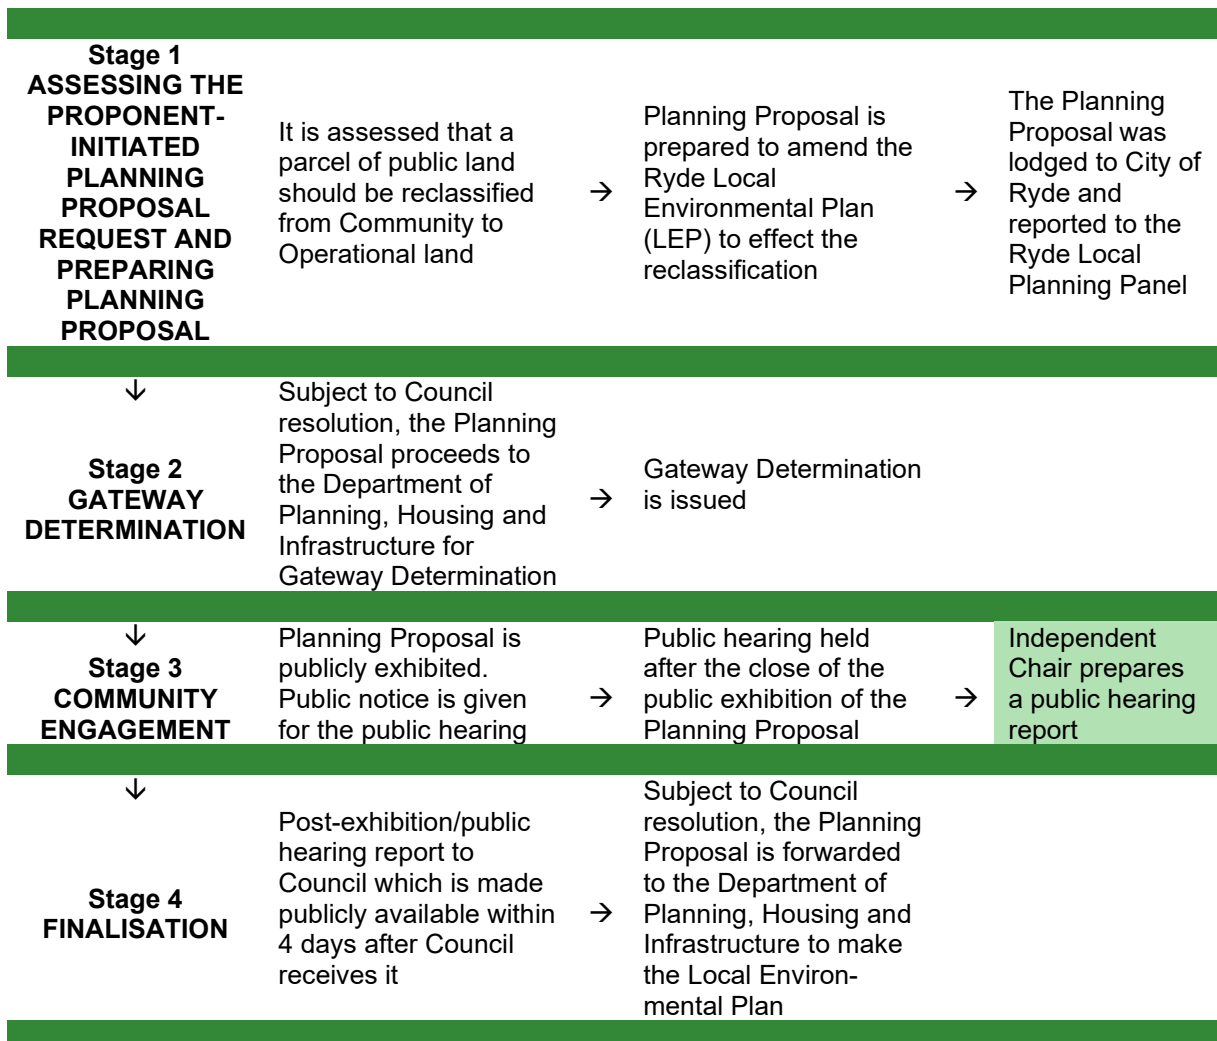 Stage 1
ASSESSING THE
PROPONENT-
INITIATED
PLANNING
PROPOSAL
REQUEST AND
PREPARING
PLANNING
PROPOSAL
It is assessed that a
parcel of public land
should be reclassified
from Community to
Operational land
→
Planning Proposal is
prepared to amend the
Ryde Local
Environmental Plan
(LEP) to effect the
reclassification
→
The Planning
Proposal was
lodged to City of
Ryde and
reported to the
Ryde Local
Planning Panel
↓
Stage 2
GATEWAY
DETERMINATION
Subject to Council
resolution, the Planning
Proposal proceeds to
the Department of
Planning, Housing and
Infrastructure for
Gateway Determination
→
Gateway Determination
is issued
↓
Stage 3
COMMUNITY
ENGAGEMENT
Planning Proposal is
publicly exhibited.
Public notice is given
for the public hearing
→
Public hearing held
after the close of the
public exhibition of the
Planning Proposal
→
Independent
Chair prepares
a public hearing
report
↓
Stage 4
FINALISATION
Post-exhibition/public
hearing report to
Council which is made
publicly available within
4 days after Council
receives it
→
Subject to Council
resolution, the Planning
Proposal is forwarded
to the Department of
Planning, Housing and
Infrastructure to make
the Local Environ-
mental Plan